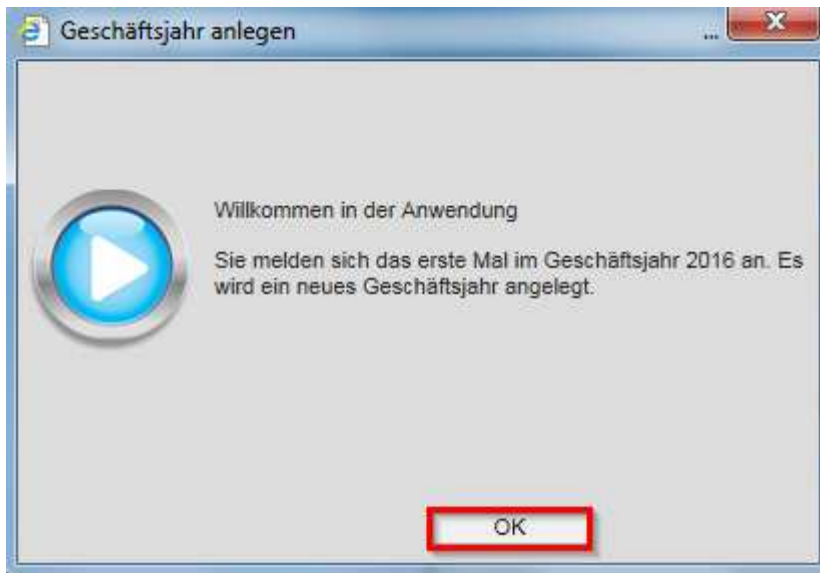 Geschäftsjahr anlegen
...
Willkommen in der Anwendung
Sie melden sich das erste Mal im Geschäftsjahr 2016 an. Es
wird ein neues Geschäftsjahr angelegt.
OK